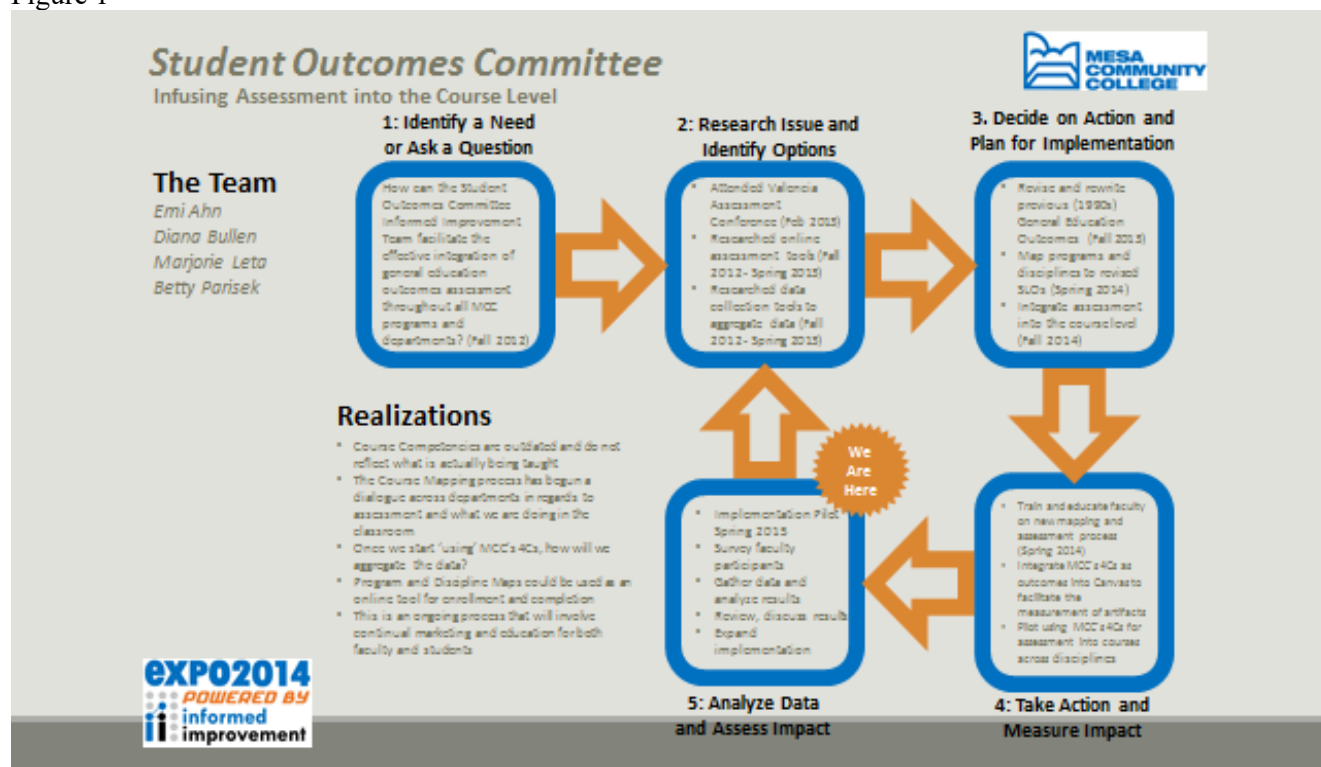 Figure 1
Student Outcomes Committee
Infusing Assessment into the Course Level
MESA
COMMUNITY
COLLEGE
The Team
Emi Ahn
Diana Bullen
Marjorie Leta
Betty Parisek
1: Identify a Need
or Ask a Question
How can the Student
Outcomes Committee
Informed Improvement
Team facilitate the
effective integration of
general education
outcomes assessment
throughout all MCC
programs and
departments? (Fall 2012)
2: Research Issue and
Identify Options
• Attended Valencia
Assessment
Conference (Feb 2013)
• Researched online
assessment tools (Fall
2012- Spring 2013)
• Researched data
collection tools to
aggregate data (Fall
2012- Spring 2013)
3. Decide on Action and
Plan for Implementation
• Revise and rewrite
previous (1990s)
General Education
Outcomes (Fall 2013)
• Map programs and
disciplines to revised
SLOs (Spring 2014)
• Integrate assessment
into the course level
(Fall 2014)
Realizations
• Course Competencies are outdated and do not
reflect what is actually being taught
• The Course Mapping process has begun a
dialogue across departments in regards to
assessment and what we are doing in the
classroom
• Once we start 'using' MCC's 4Cs, how will we
aggregate the data?
• Program and Discipline Maps could be used as an
online tool for enrollment and completion
• This is an ongoing process that will involve
continual marketing and education for both
faculty and students
We
Are
Here
• Implementation Pilot
Spring 2015
• Survey faculty
participants
• Gather data and
analyze results
• Review, discuss results
• Expand
implementation
5: Analyze Data
and Assess Impact
• Train and educate faculty
on new mapping and
assessment process
(Spring 2014)
• Integrate MCC's 4Cs as
outcomes into Canvas to
facilitate the
measurement of artifacts
• Pilot using MCC's 4Cs for
assessment into courses
across disciplines
4: Take Action and
Measure Impact
exPO2014
POWERED BY
informed
improvement